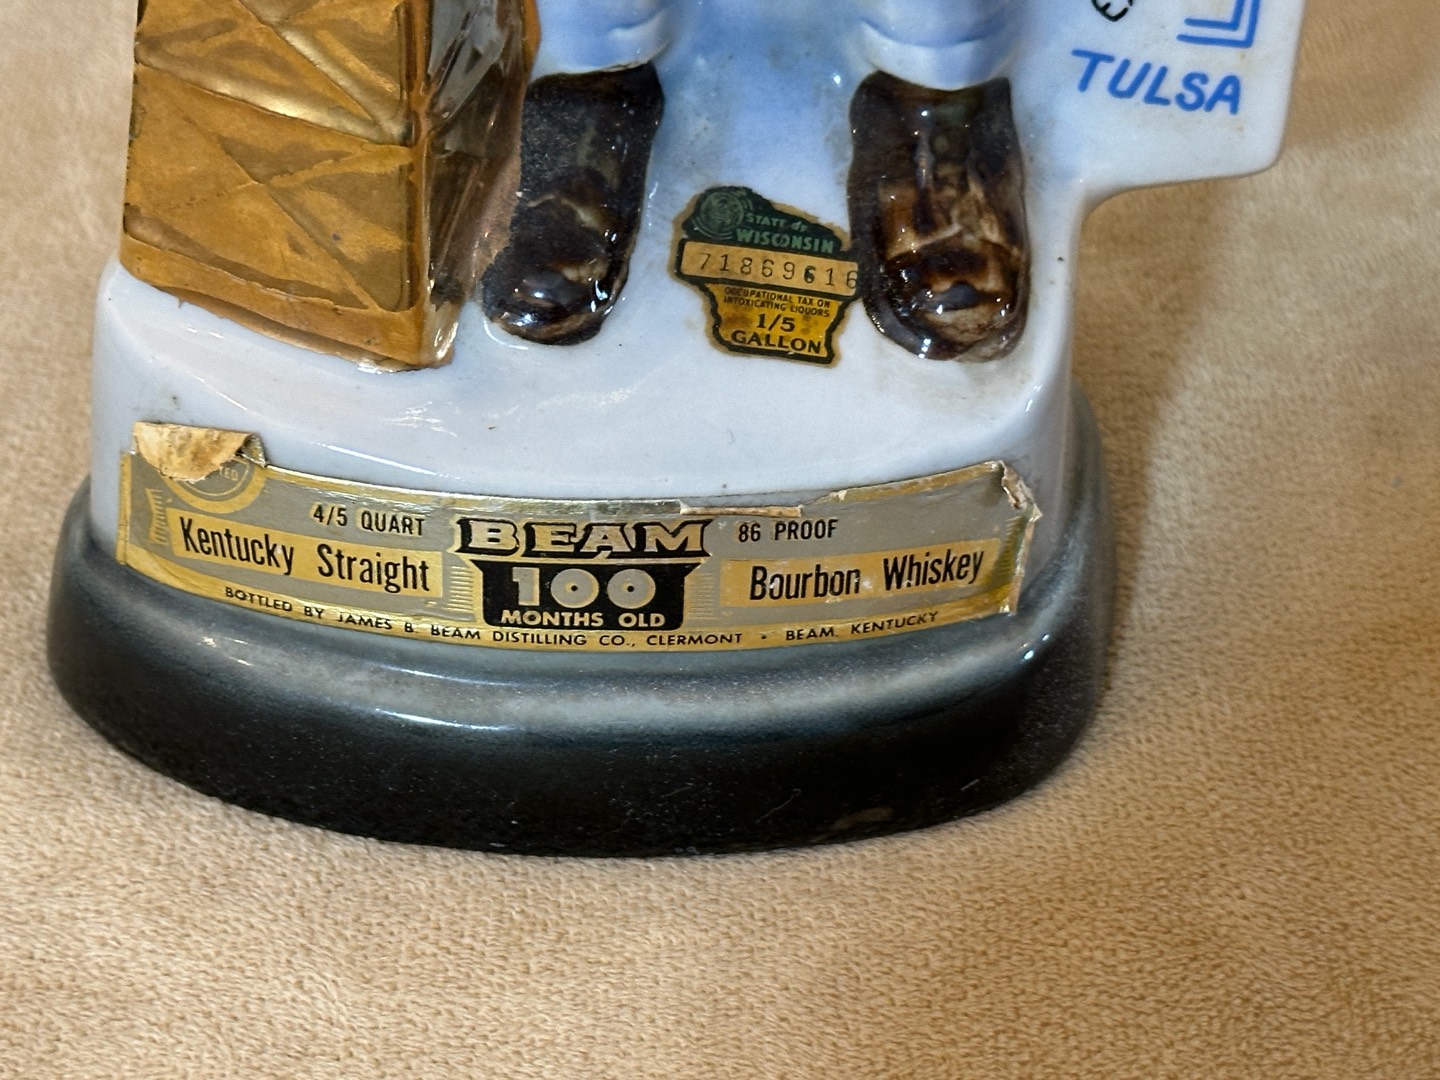 TULSA
STATE OF
WISCONSIN
71869616
OCCUPATIONAL TAX ON
INTOXICATING LIQUORS
1/5
GALLON
4/5 QUART
BEAM
86 PROOF
Kentucky Straight
100
Bourbon Whiskey
MONTHS OLD
BOTTLED BY JAMES B. BEAM DISTILLING CO., CLERMONT • BEAM, KENTUCKY